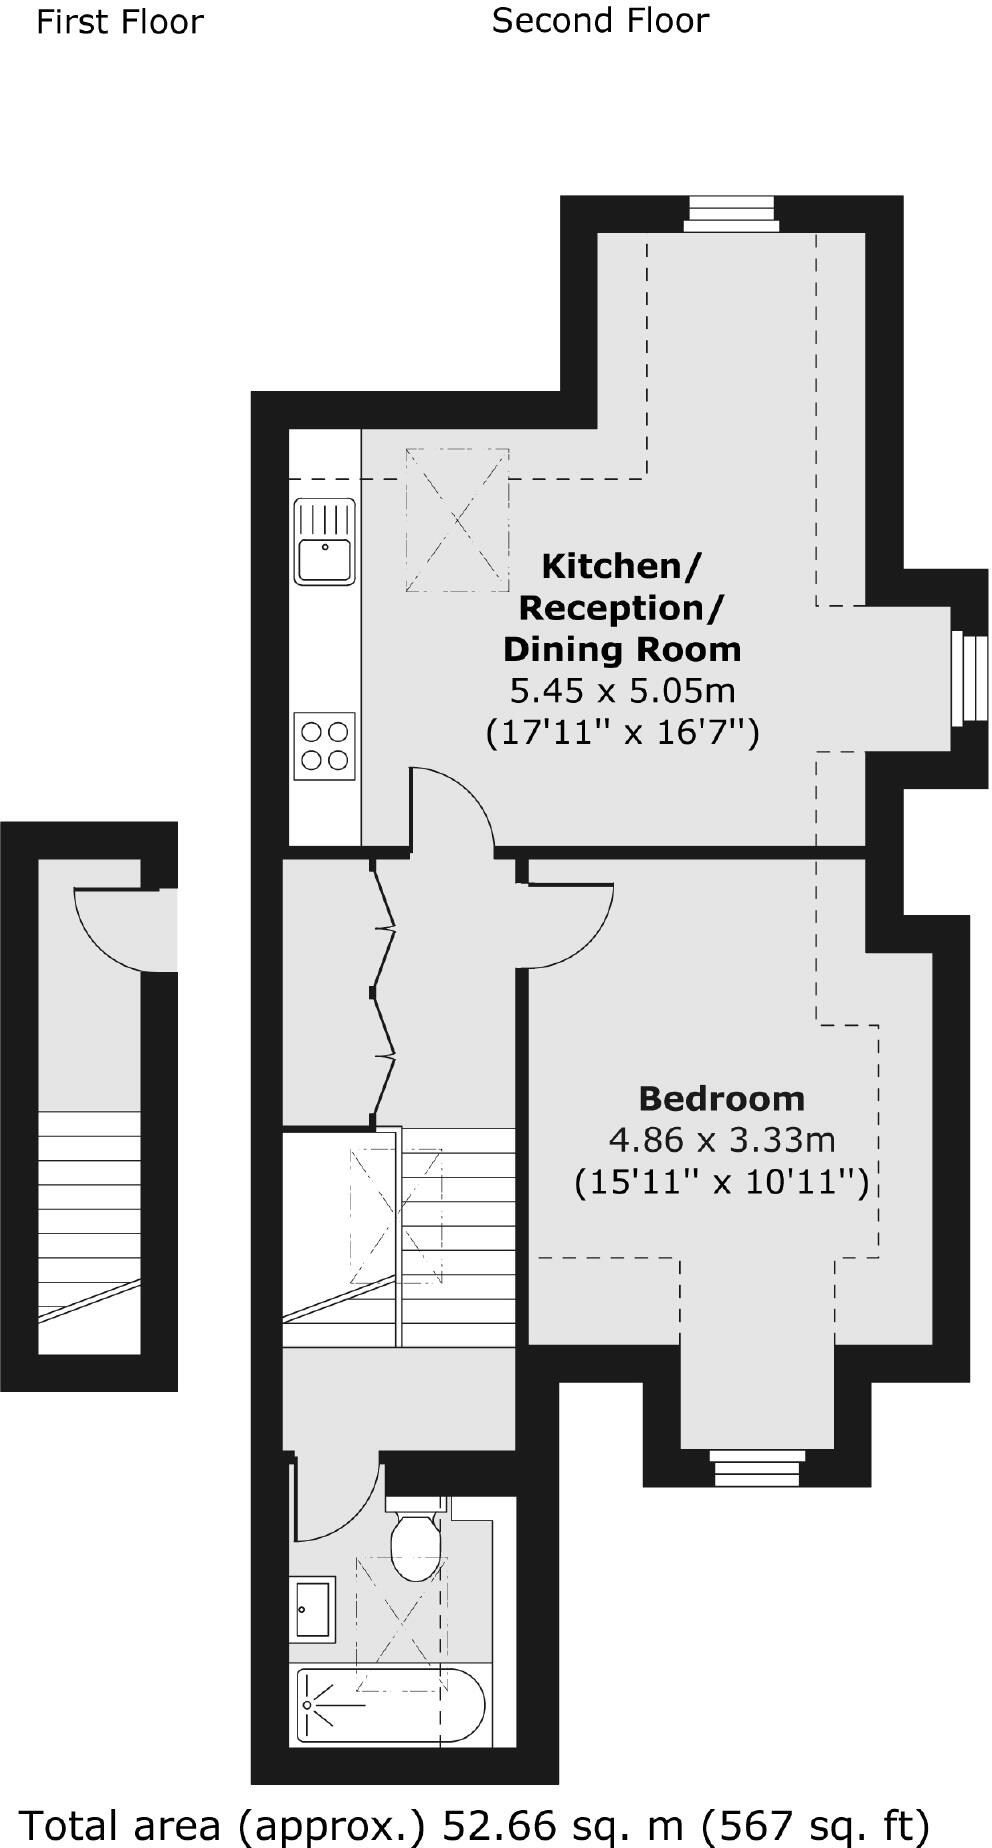 First Floor
Second Floor
Kitchen/
Reception/
Dining Room
5.45 x 5.05m
(17'11" x 16'7")
Bedroom
4.86 x 3.33m
(15'11" x 10'11")
Total area (approx.) 52.66 sq. m (567 sq. ft)